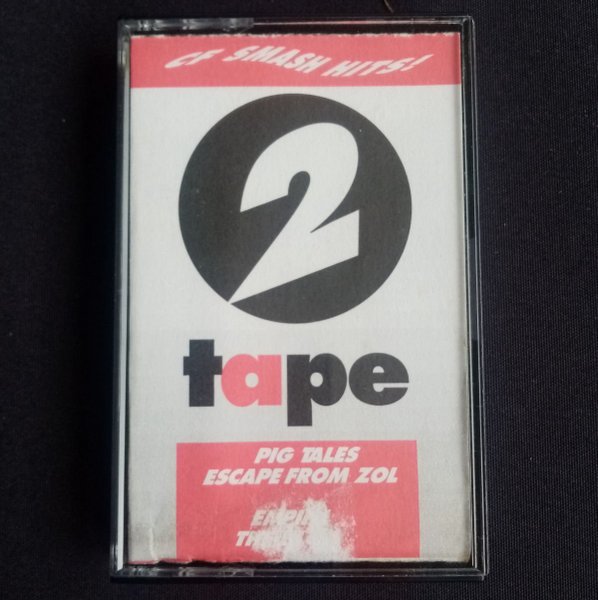 CF SMASH HITS!
2
tape
PIG TALES
ESCAPE FROM ZOL